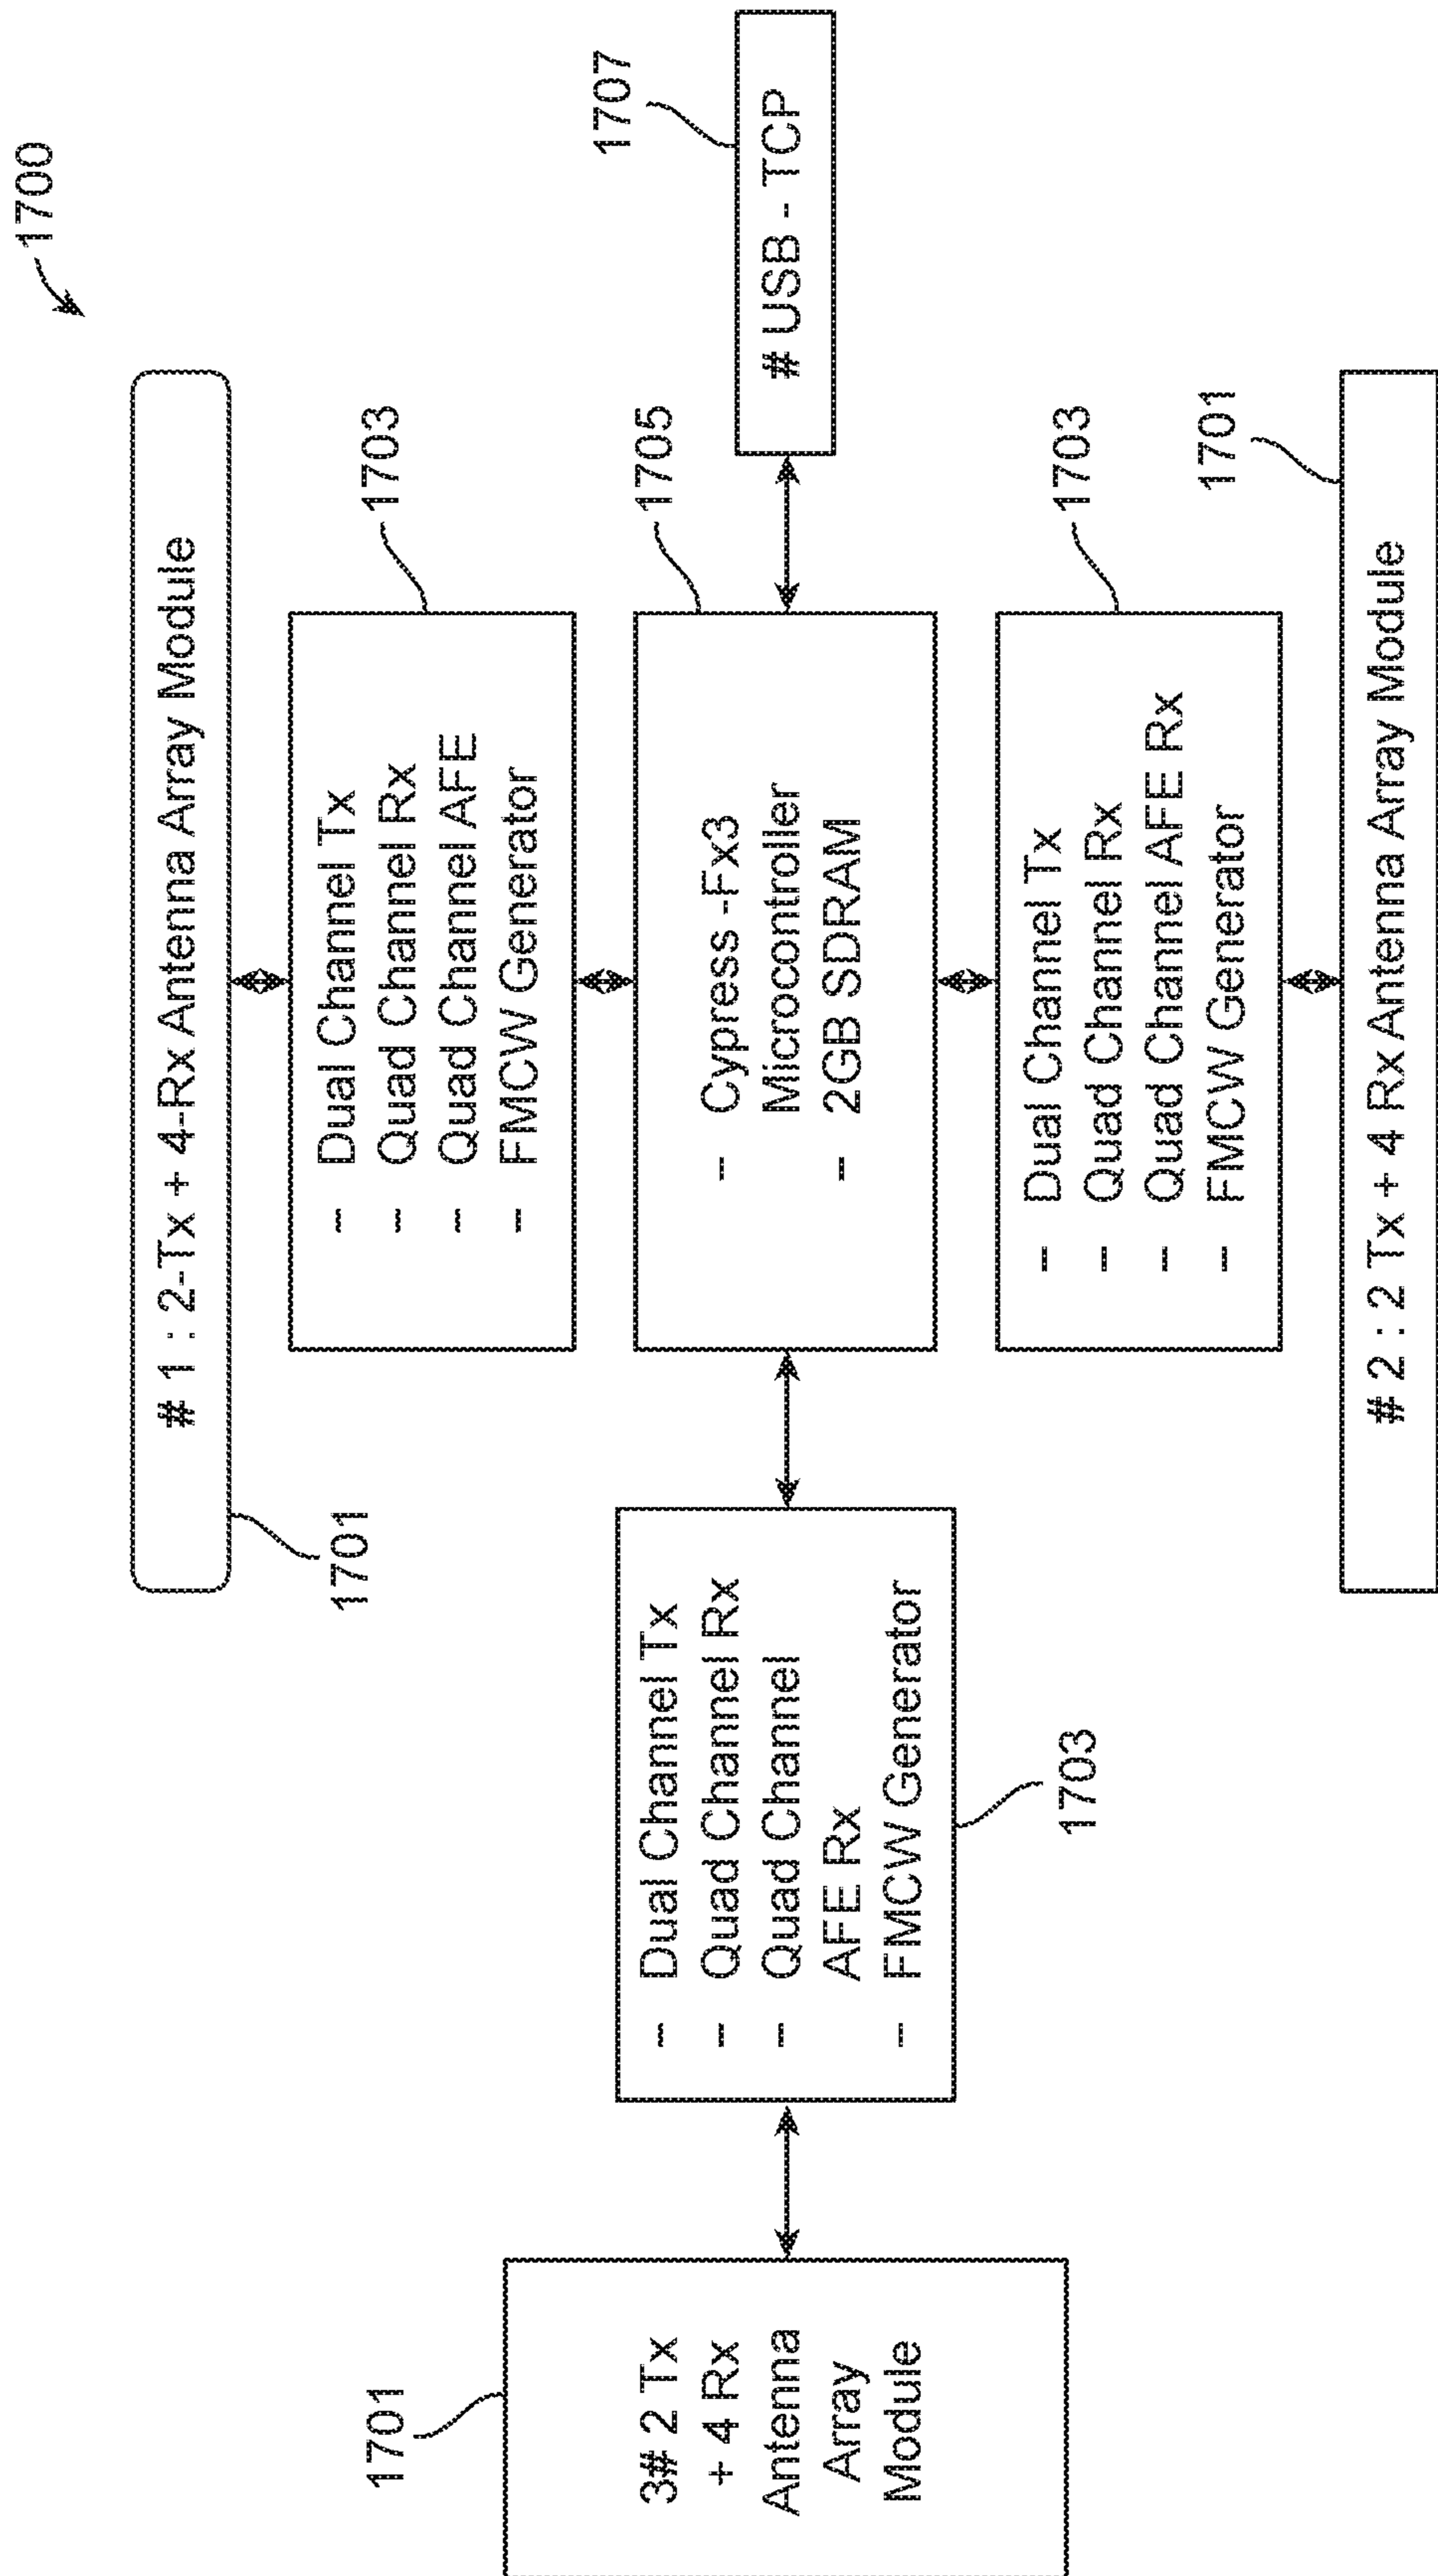 1700
# 1 : 2-Tx + 4-Rx Antenna Array Module
1701
1703
- Dual Channel Tx
- Quad Channel Rx
- Quad Channel AFE
- FMCW Generator
1701
3# 2 Tx
+ 4 Rx
Antenna
Array
Module
- Dual Channel Tx
- Quad Channel Rx
- Quad Channel
AFE Rx
- FMCW Generator
1703
1705
- Cypress -Fx3
Microcontroller
- 2GB SDRAM
1707
# USB - TCP
1703
- Dual Channel Tx
- Quad Channel Rx
- Quad Channel AFE Rx
- FMCW Generator
1701
# 2 : 2 Tx + 4 Rx Antenna Array Module